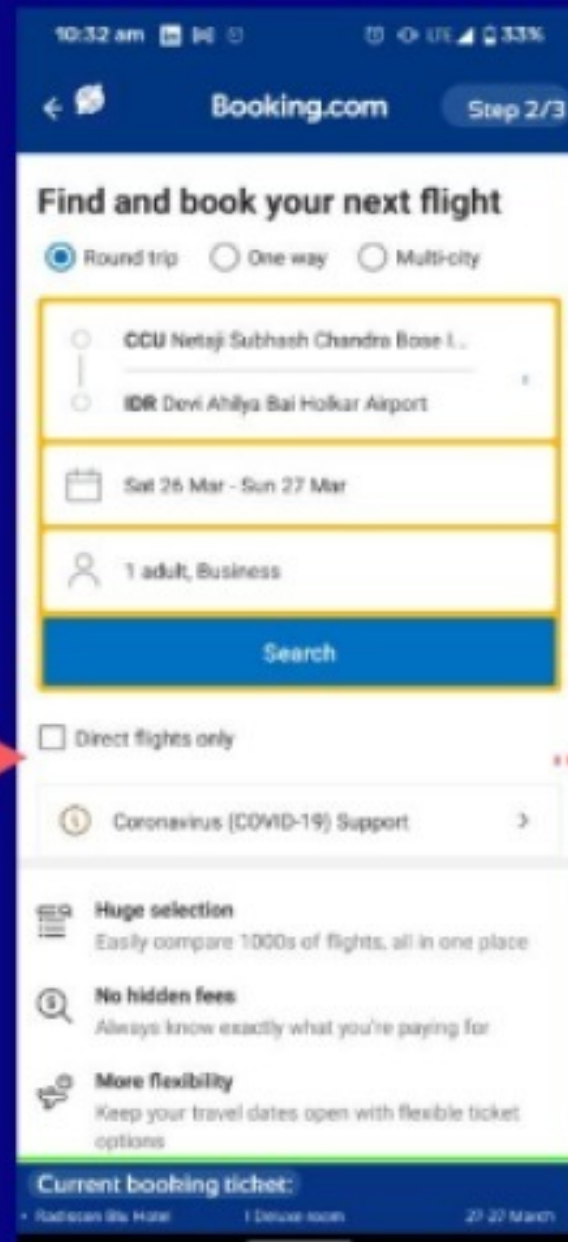 10:32 am LTE 33%
Booking.com Step 2/3
Find and book your next flight
Round trip One way Multi-city
CCU Netaji Subhash Chandra Bose I...
IDR Devi Ahilya Bai Holkar Airport
Sat 26 Mar - Sun 27 Mar
1 adult, Business
Search
Direct flights only
Coronavirus (COVID-19) Support
Huge selection
Easily compare 1000s of flights, all in one place
No hidden fees
Always know exactly what you're paying for
More flexibility
Keep your travel dates open with flexible ticket
options
Current booking ticket:
Radisson Blu Hotel 1 Deluxe room 27-27 March